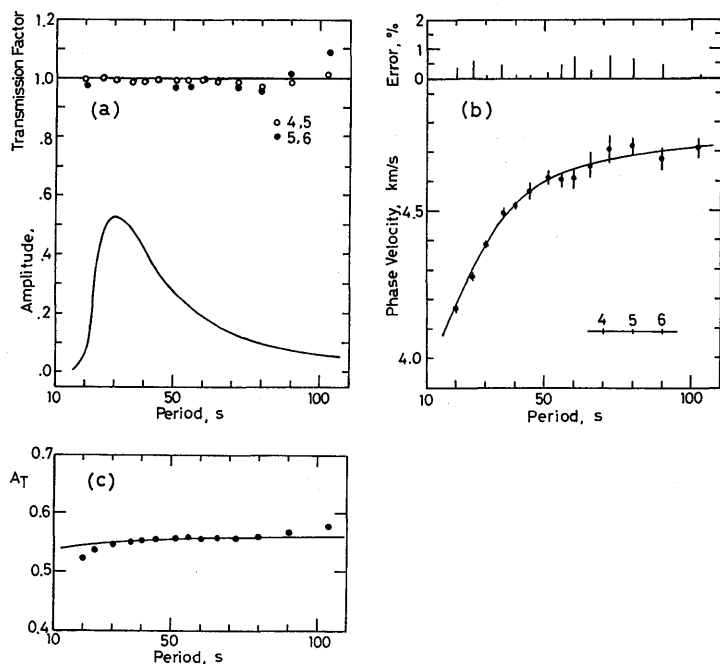 Transmission Factor
Amplitude,
1.2
1.0
.8
.6
.4
.2
.0
(a)
○ 4,5
● 5,6
10
50
100
Period, s
Error, %
2
1
0
(b)
Phase Velocity, km/s
4.5
4.0
4 5 6
10
50
100
Period, s
AT
0.7
0.6
0.5
0.4
(c)
10
50
100
Period, s